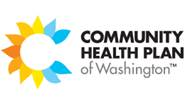 COMMUNITY
HEALTH PLAN
of Washington™